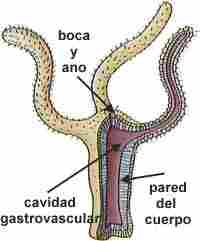 boca
y
ano
cavidad
gastrovascular
pared
del
cuerpo